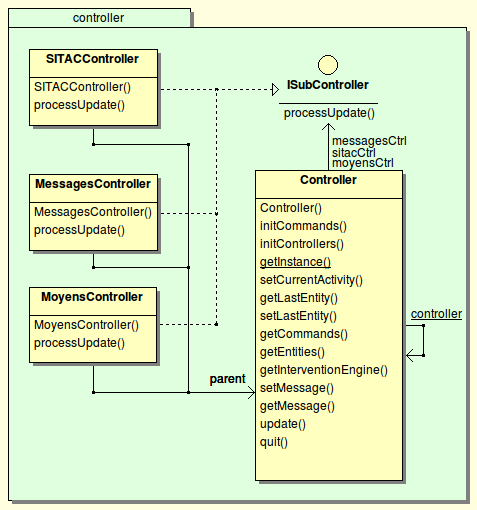 controller
SITACController
SITACController()
processUpdate()
ISubController
processUpdate()
messagesCtrl
sitacCtrl
moyensCtrl
MessagesController
MessagesController()
processUpdate()
MoyensController
MoyensController()
processUpdate()
parent
Controller
Controller()
initCommands()
initControllers()
getInstance()
setCurrentActivity()
getLastEntity()
setLastEntity()
getCommands()
getEntities()
getInterventionEngine()
setMessage()
getMessage()
update()
quit()
controller